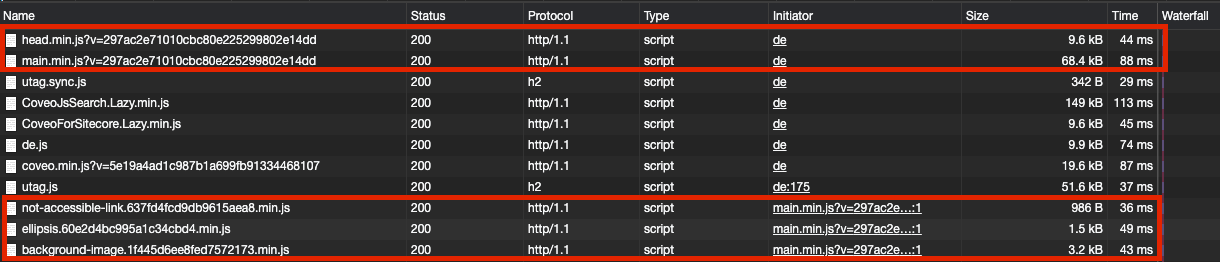 Name Status Protocol Type Initiator Size Time Waterfall
head.min.js?v=297ac2e71010cbc80e225299802e14dd 200 http/1.1 script de 9.6 kB 44 ms
main.min.js?v=297ac2e71010cbc80e225299802e14dd 200 http/1.1 script de 68.4 kB 88 ms
utag.sync.js 200 h2 script de 342 B 29 ms
CoveoJsSearch.Lazy.min.js 200 http/1.1 script de 149 kB 113 ms
CoveoForSitecore.Lazy.min.js 200 http/1.1 script de 9.6 kB 45 ms
de.js 200 http/1.1 script de 9.9 kB 74 ms
coveo.min.js?v=5e19a4ad1c987b1a699fb91334468107 200 http/1.1 script de 19.6 kB 87 ms
utag.js 200 h2 script de:175 51.6 kB 37 ms
not-accessible-link.637fd4fcd9db9615aea8.min.js 200 http/1.1 script main.min.js?v=297ac2e…:1 986 B 36 ms
ellipsis.60e2d4bc995a1c34cbd4.min.js 200 http/1.1 script main.min.js?v=297ac2e…:1 1.5 kB 49 ms
background-image.1f445d6ee8fed7572173.min.js 200 http/1.1 script main.min.js?v=297ac2e…:1 3.2 kB 43 ms